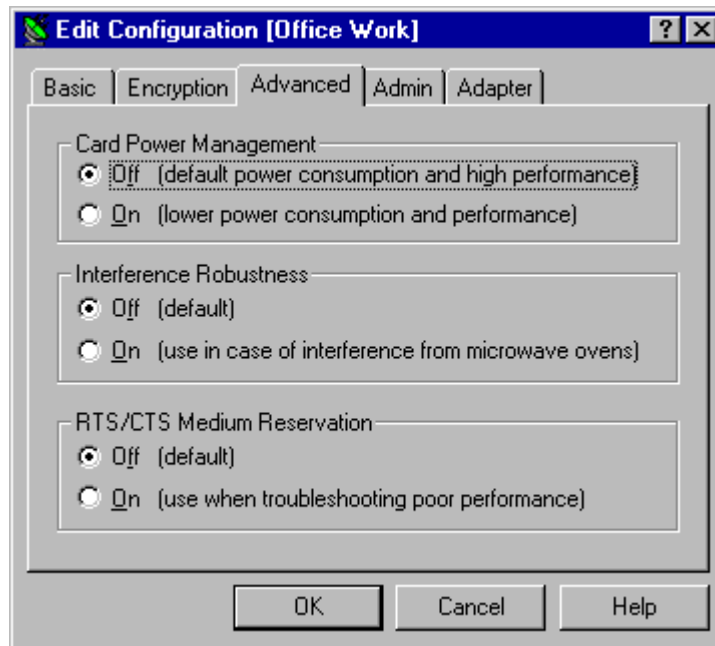 Edit Configuration [Office Work]
Basic Encryption Advanced Admin Adapter
Card Power Management
Off (default power consumption and high performance)
On (lower power consumption and performance)
Interference Robustness
Off (default)
On (use in case of interference from microwave ovens)
RTS/CTS Medium Reservation
Off (default)
On (use when troubleshooting poor performance)
OK Cancel Help